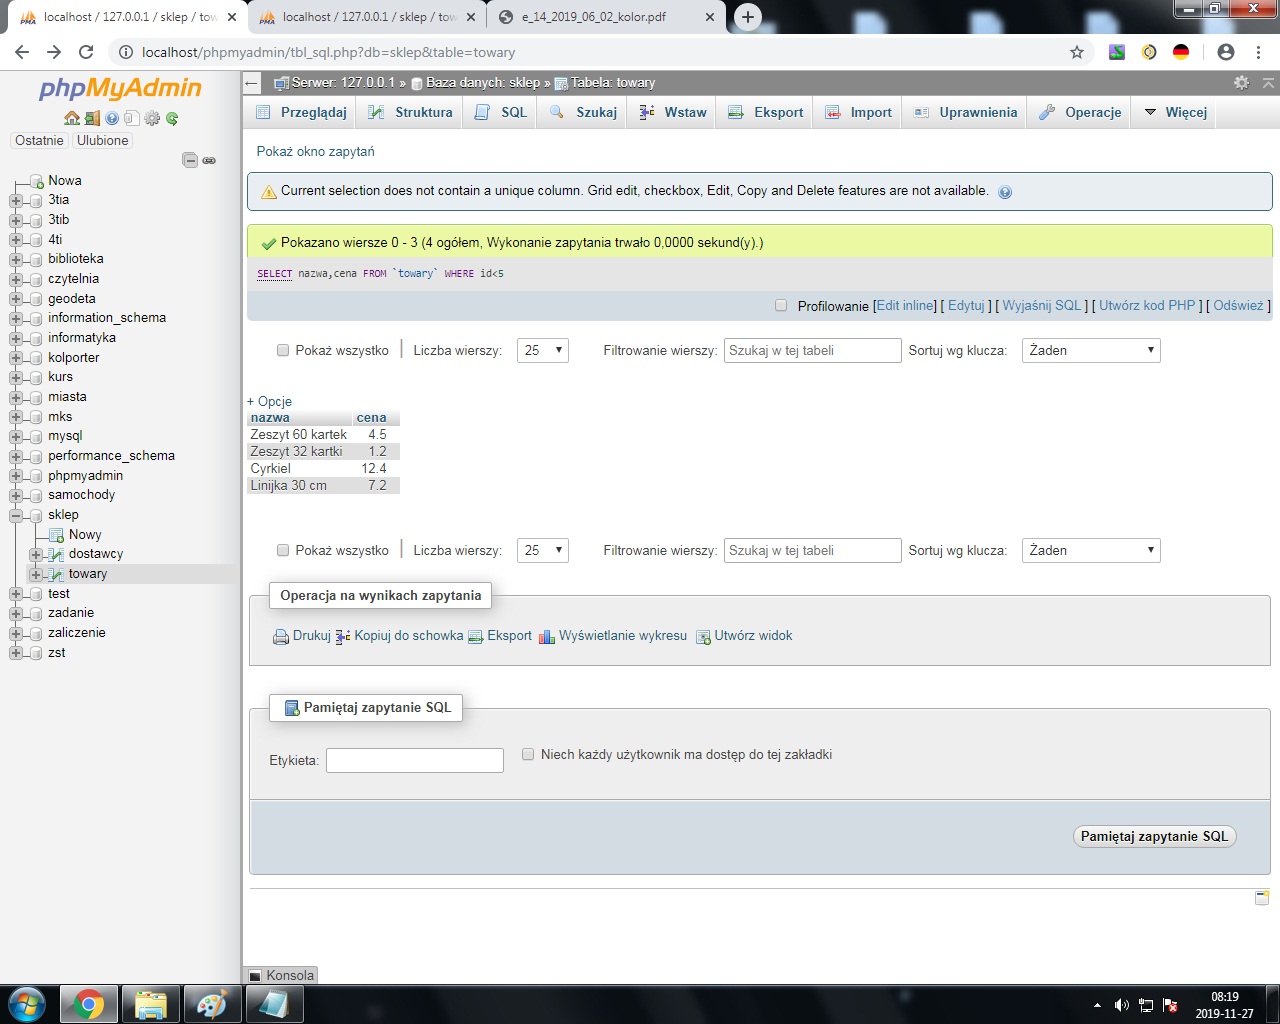 localhost / 127.0.0.1 / sklep / tow
localhost / 127.0.0.1 / sklep / tow
e_14_2019_06_02_kolor.pdf
localhost/phpmyadmin/tbl_sql.php?db=sklep&table=towary
phpMyAdmin
Ostatnie Ulubione
Nowa
3tia
3tib
4ti
biblioteka
czytelnia
geodeta
information_schema
informatyka
kolporter
kurs
miasta
mks
mysql
performance_schema
phpmyadmin
samochody
sklep
Nowy
dostawcy
towary
test
zadanie
zaliczenie
zst
Serwer: 127.0.0.1 » Baza danych: sklep » Tabela: towary
Przeglądaj Struktura SQL Szukaj Wstaw Eksport Import Uprawnienia Operacje Więcej
Pokaż okno zapytań
Current selection does not contain a unique column. Grid edit, checkbox, Edit, Copy and Delete features are not available.
Pokazano wiersze 0 - 3 (4 ogółem, Wykonanie zapytania trwało 0,0000 sekund(y).)
SELECT nazwa,cena FROM `towary` WHERE id<5
Profilowanie [Edit inline] [ Edytuj ] [ Wyjaśnij SQL ] [ Utwórz kod PHP ] [ Odśwież ]
Pokaż wszystko | Liczba wierszy: 25 Filtrowanie wierszy: Szukaj w tej tabeli Sortuj wg klucza: Żaden
+ Opcje
nazwa cena
Zeszyt 60 kartek 4.5
Zeszyt 32 kartki 1.2
Cyrkiel 12.4
Linijka 30 cm 7.2
Pokaż wszystko | Liczba wierszy: 25 Filtrowanie wierszy: Szukaj w tej tabeli Sortuj wg klucza: Żaden
Operacja na wynikach zapytania
Drukuj Kopiuj do schowka Eksport Wyświetlanie wykresu Utwórz widok
Pamiętaj zapytanie SQL
Etykieta: Niech każdy użytkownik ma dostęp do tej zakładki
Pamiętaj zapytanie SQL
Konsola
08:19
2019-11-27